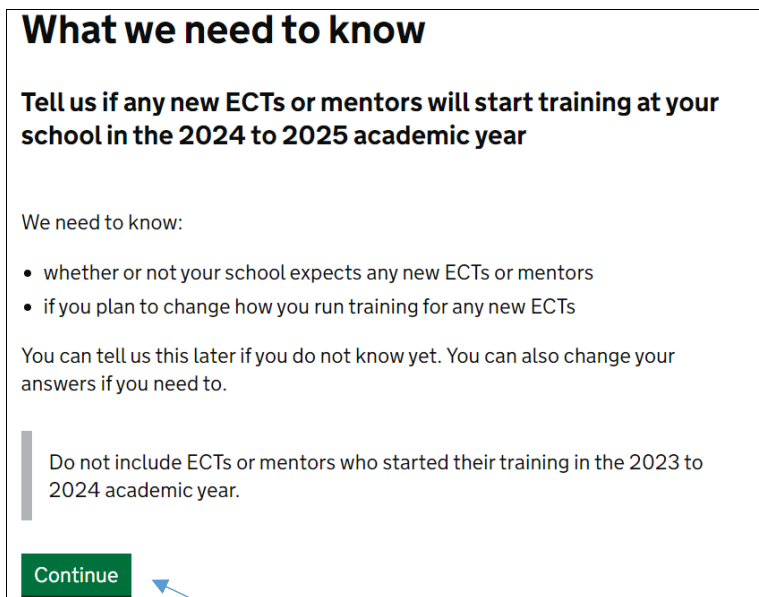 What we need to know
Tell us if any new ECTs or mentors will start training at your
school in the 2024 to 2025 academic year
We need to know:
• whether or not your school expects any new ECTs or mentors
• if you plan to change how you run training for any new ECTs
You can tell us this later if you do not know yet. You can also change your
answers if you need to.
Do not include ECTs or mentors who started their training in the 2023 to
2024 academic year.
Continue